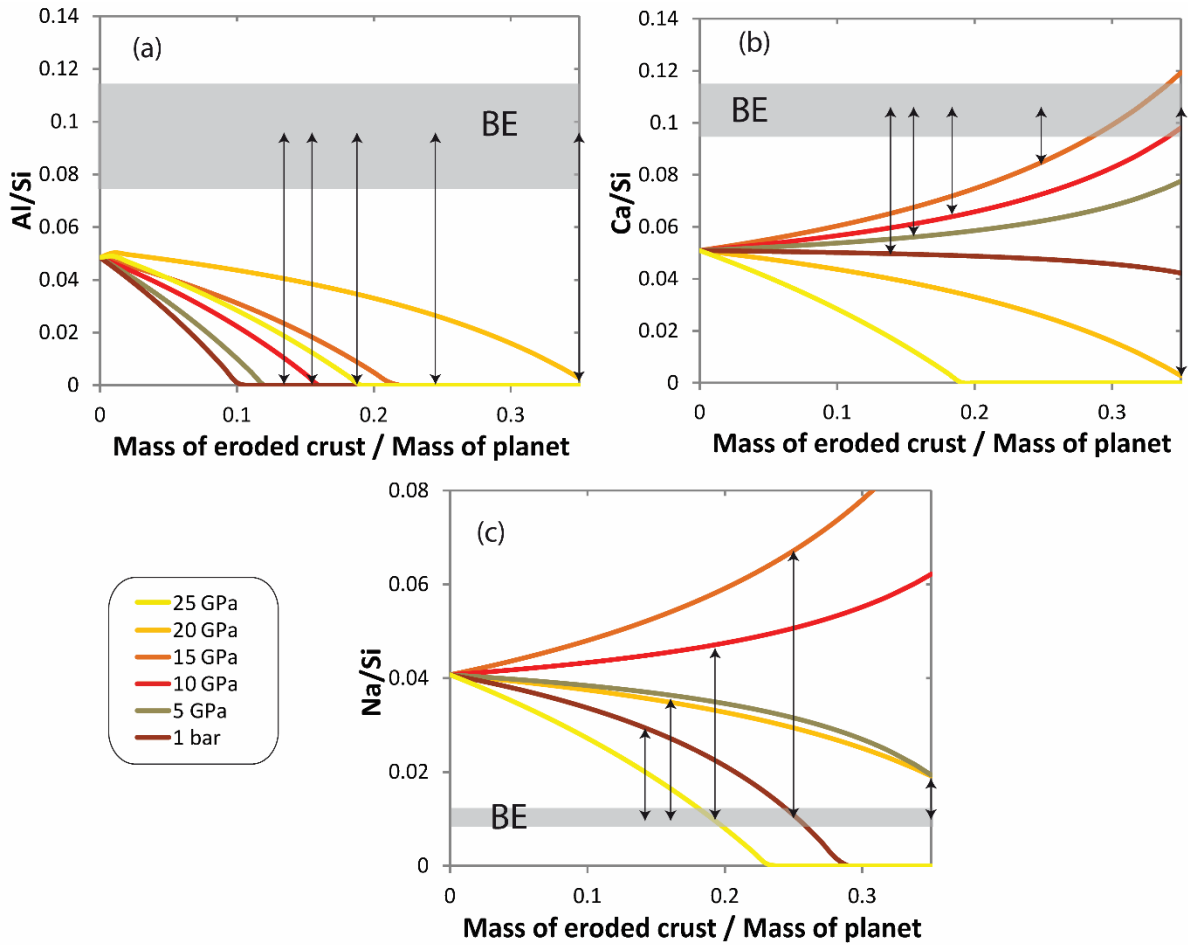 (a)
0.14
0.12
0.1
0.08
0.06
0.04
0.02
0
Al/Si
BE
0 0.1 0.2 0.3
Mass of eroded crust / Mass of planet
(b)
0.14
0.12
0.1
0.08
0.06
0.04
0.02
0
Ca/Si
BE
0 0.1 0.2 0.3
Mass of eroded crust / Mass of planet
(c)
0.08
0.06
0.04
0.02
0
Na/Si
BE
0 0.1 0.2 0.3
Mass of eroded crust / Mass of planet
25 GPa
20 GPa
15 GPa
10 GPa
5 GPa
1 bar